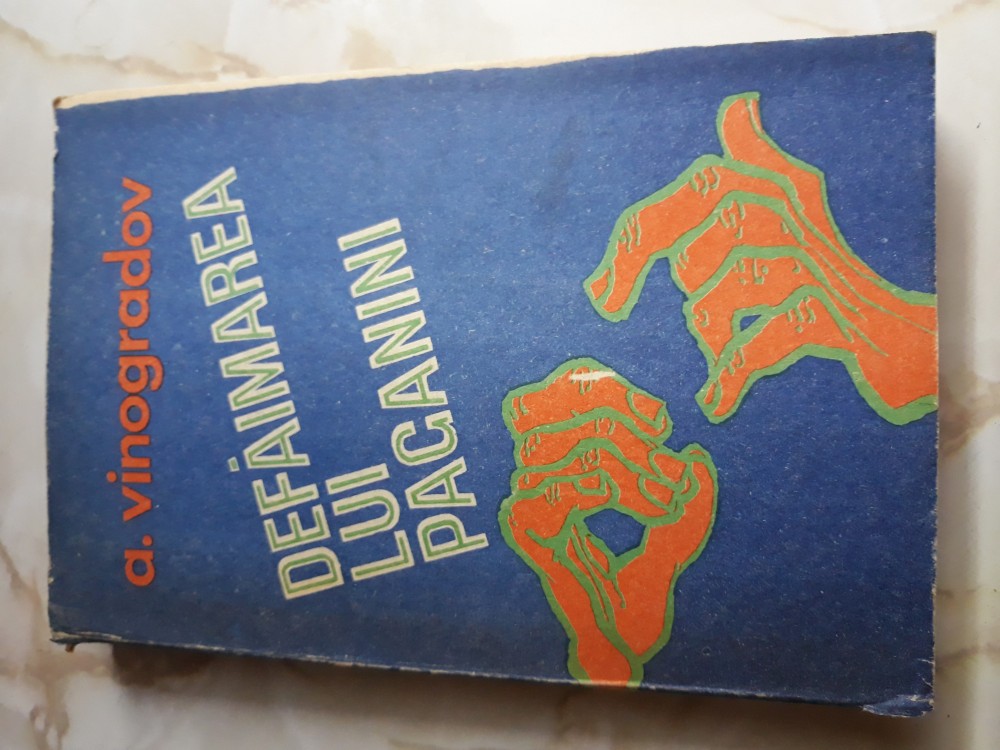 a. vinogradov
DEFĂIMAREA
LUI
PAGANINI